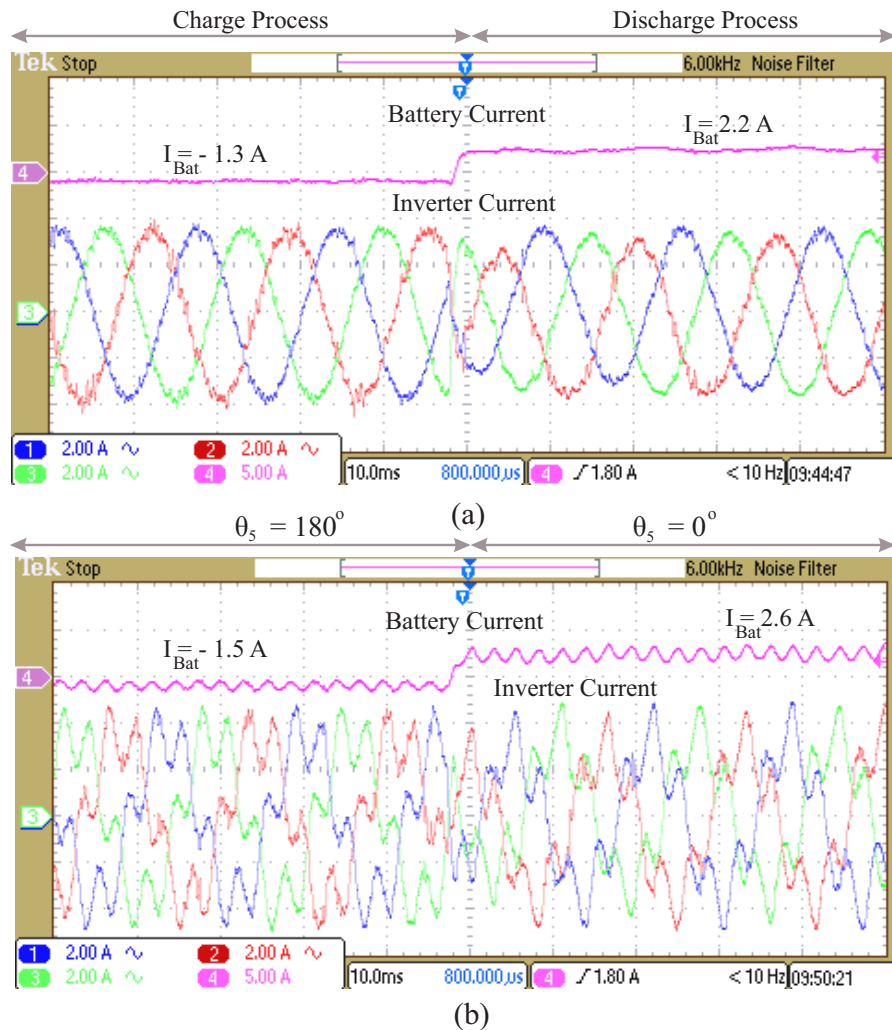 Charge Process Discharge Process
Tek Stop 6.00kHz Noise Filter
T
T
Battery Current
I_Bat = - 1.3 A I_Bat = 2.2 A
4
Inverter Current
3
1 2.00 A ∿ 2 2.00 A ∿
3 2.00 A ∿ 4 5.00 A
10.0ms 800.000µs 4 ʃ 1.80 A <10 Hz 09:44:47
(a)
θ₅ = 180° θ₅ = 0°
Tek Stop 6.00kHz Noise Filter
T
T
Battery Current
I_Bat = - 1.5 A I_Bat = 2.6 A
4
Inverter Current
3
1 2.00 A ∿ 2 2.00 A ∿
3 2.00 A ∿ 4 5.00 A
10.0ms 800.000µs 4 ʃ 1.80 A <10 Hz 09:50:21
(b)